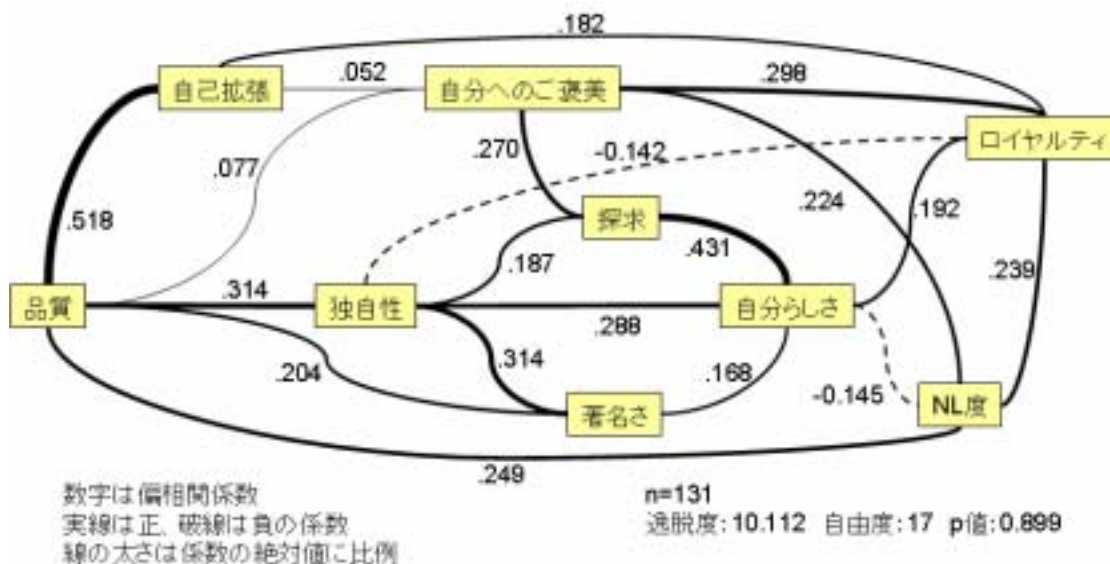 .182
.052
.298
自己拡張
自分へのご褒美
ロイヤルティ
.270
-0.142
.077
.518
.224
.192
探求
.431
.187
.239
品質
.314
独自性
.288
自分らしさ
.314
.204
.168
-0.145
NL度
著名さ
.249
数字は偏相関係数
実線は正、破線は負の係数
線の太さは係数の絶対値に比例
n=131
逸脱度:10.112 自由度:17 p値:0.899